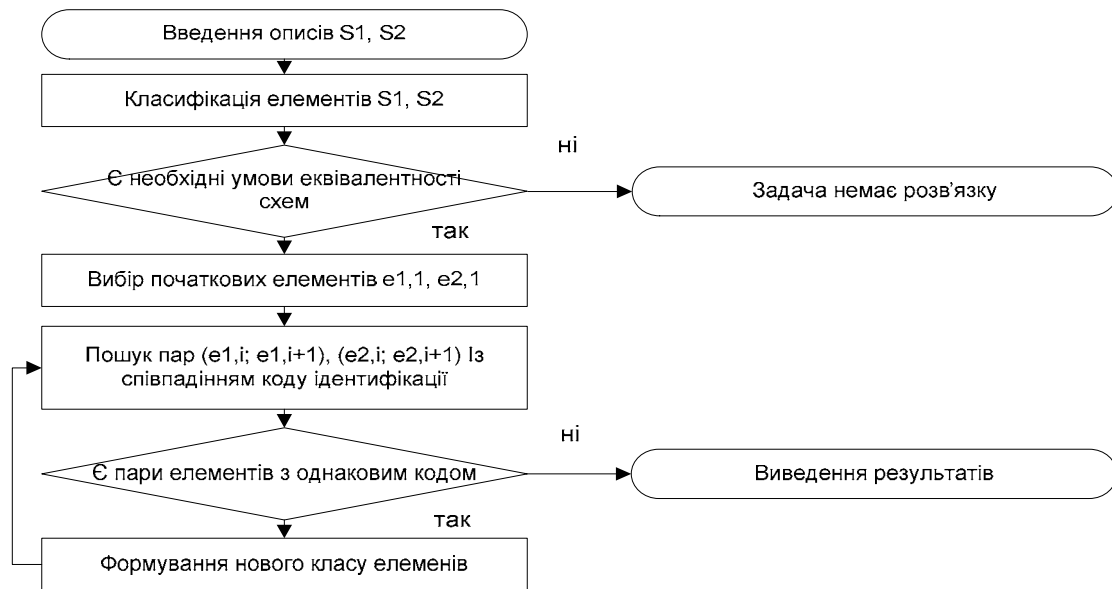 Введення описів S1, S2
Класифікація елементів S1, S2
ні
Є необхідні умови еквівалентності
схем
Задача немає розв'язку
так
Вибір початкових елементів e1,1, e2,1
Пошук пар (e1,i; e1,i+1), (e2,i; e2,i+1) Із
співпадінням коду ідентифікації
ні
Є пари елементів з однаковим кодом
Виведення результатів
так
Формування нового класу елеменів